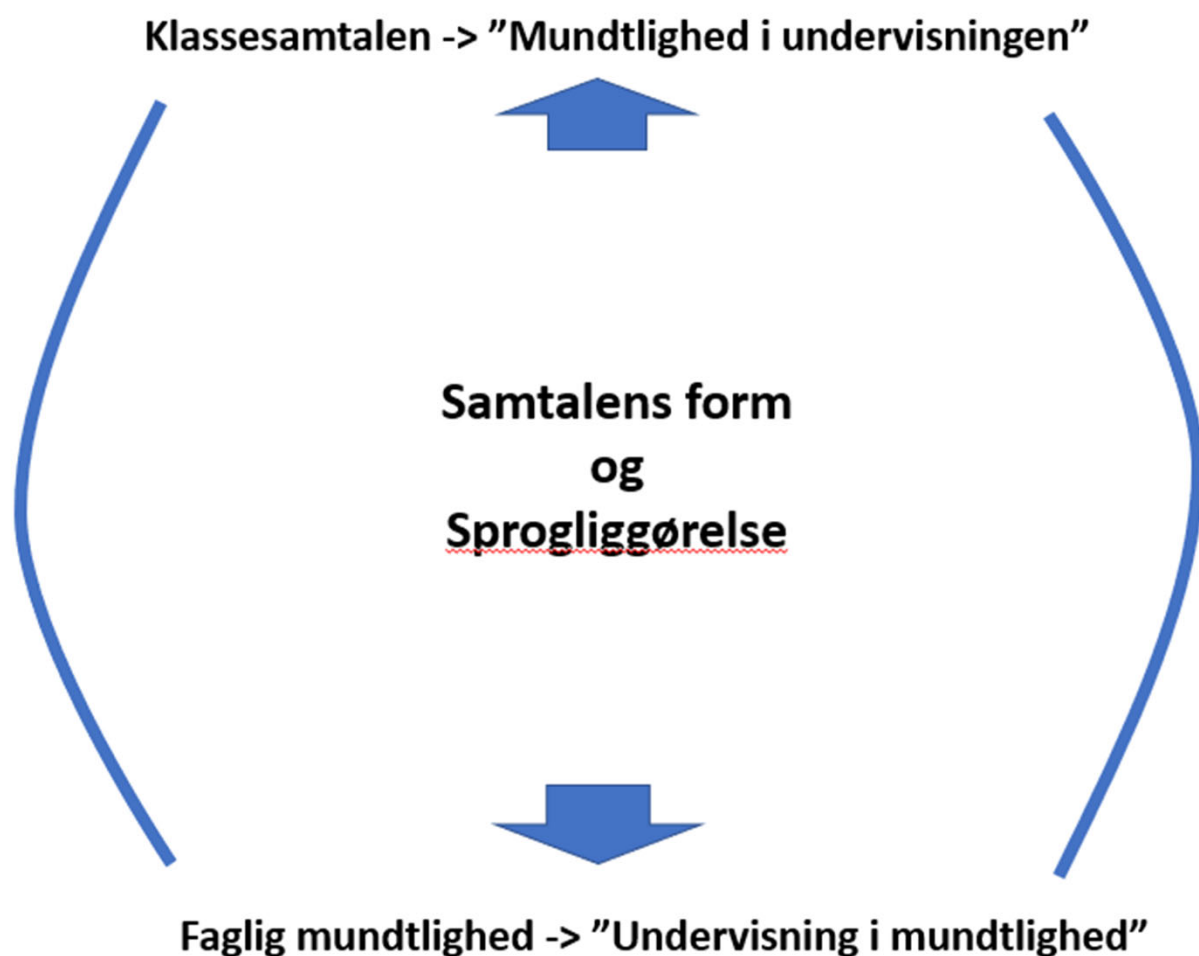 Klassesamtalen -> ”Mundtlighed i undervisningen”
Samtalens form
og
Sprogliggørelse
Faglig mundtlighed -> ”Undervisning i mundtlighed”